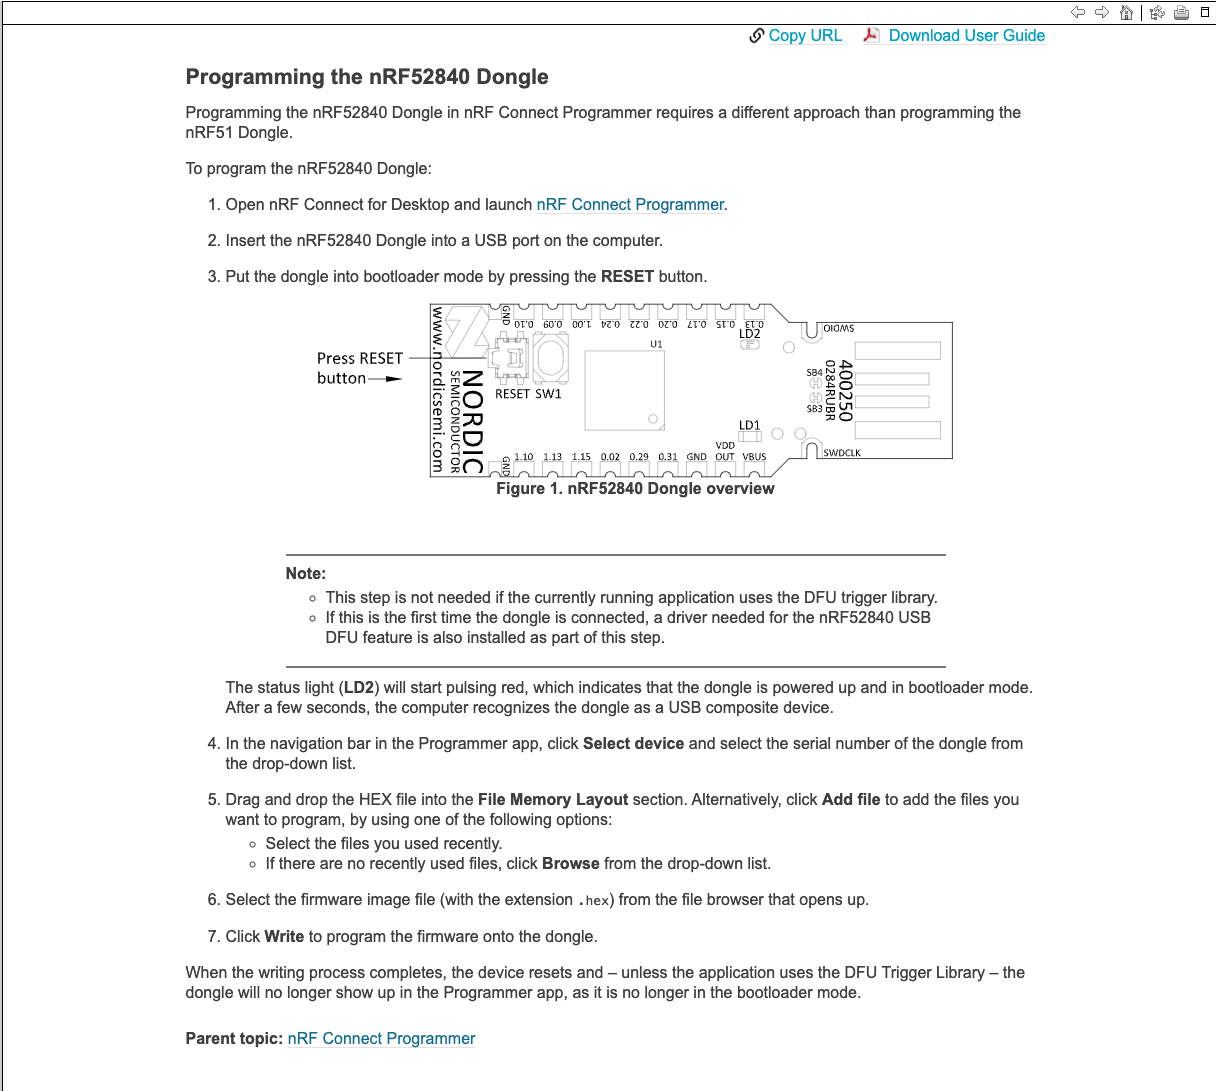 Copy URL Download User Guide
Programming the nRF52840 Dongle
Programming the nRF52840 Dongle in nRF Connect Programmer requires a different approach than programming the
nRF51 Dongle.
To program the nRF52840 Dongle:
1. Open nRF Connect for Desktop and launch nRF Connect Programmer.
2. Insert the nRF52840 Dongle into a USB port on the computer.
3. Put the dongle into bootloader mode by pressing the RESET button.
www.nordicsemi.com
GND
0.10 0.09 1.00 0.24 0.22 0.20 0.17 0.15 0.13
LD2
SWDIO
U1
Press RESET
button
RESET SW1
NORDIC
SEMICONDUCTOR
SB4
SB3
400250
0284RUBR
LD1
VDD
GND
1.10 1.13 1.15 0.02 0.29 0.31 GND OUT VBUS
SWDCLK
Figure 1. nRF52840 Dongle overview
Note:
This step is not needed if the currently running application uses the DFU trigger library.
If this is the first time the dongle is connected, a driver needed for the nRF52840 USB
DFU feature is also installed as part of this step.
The status light (LD2) will start pulsing red, which indicates that the dongle is powered up and in bootloader mode.
After a few seconds, the computer recognizes the dongle as a USB composite device.
4. In the navigation bar in the Programmer app, click Select device and select the serial number of the dongle from
the drop-down list.
5. Drag and drop the HEX file into the File Memory Layout section. Alternatively, click Add file to add the files you
want to program, by using one of the following options:
Select the files you used recently.
If there are no recently used files, click Browse from the drop-down list.
6. Select the firmware image file (with the extension .hex) from the file browser that opens up.
7. Click Write to program the firmware onto the dongle.
When the writing process completes, the device resets and – unless the application uses the DFU Trigger Library – the
dongle will no longer show up in the Programmer app, as it is no longer in the bootloader mode.
Parent topic: nRF Connect Programmer